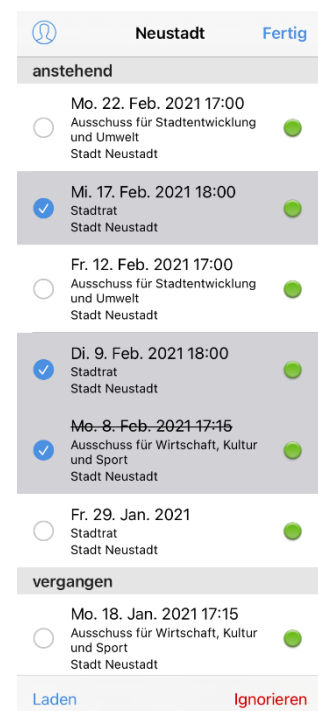 Neustadt
Fertig
anstehend
Mo. 22. Feb. 2021 17:00
Ausschuss für Stadtentwicklung
und Umwelt
Stadt Neustadt
Mi. 17. Feb. 2021 18:00
Stadtrat
Stadt Neustadt
Fr. 12. Feb. 2021 17:00
Ausschuss für Stadtentwicklung
und Umwelt
Stadt Neustadt
Di. 9. Feb. 2021 18:00
Stadtrat
Stadt Neustadt
Mo. 8. Feb. 2021 17:15
Ausschuss für Wirtschaft, Kultur
und Sport
Stadt Neustadt
Fr. 29. Jan. 2021
Stadtrat
Stadt Neustadt
vergangen
Mo. 18. Jan. 2021 17:15
Ausschuss für Wirtschaft, Kultur
und Sport
Stadt Neustadt
Laden
Ignorieren